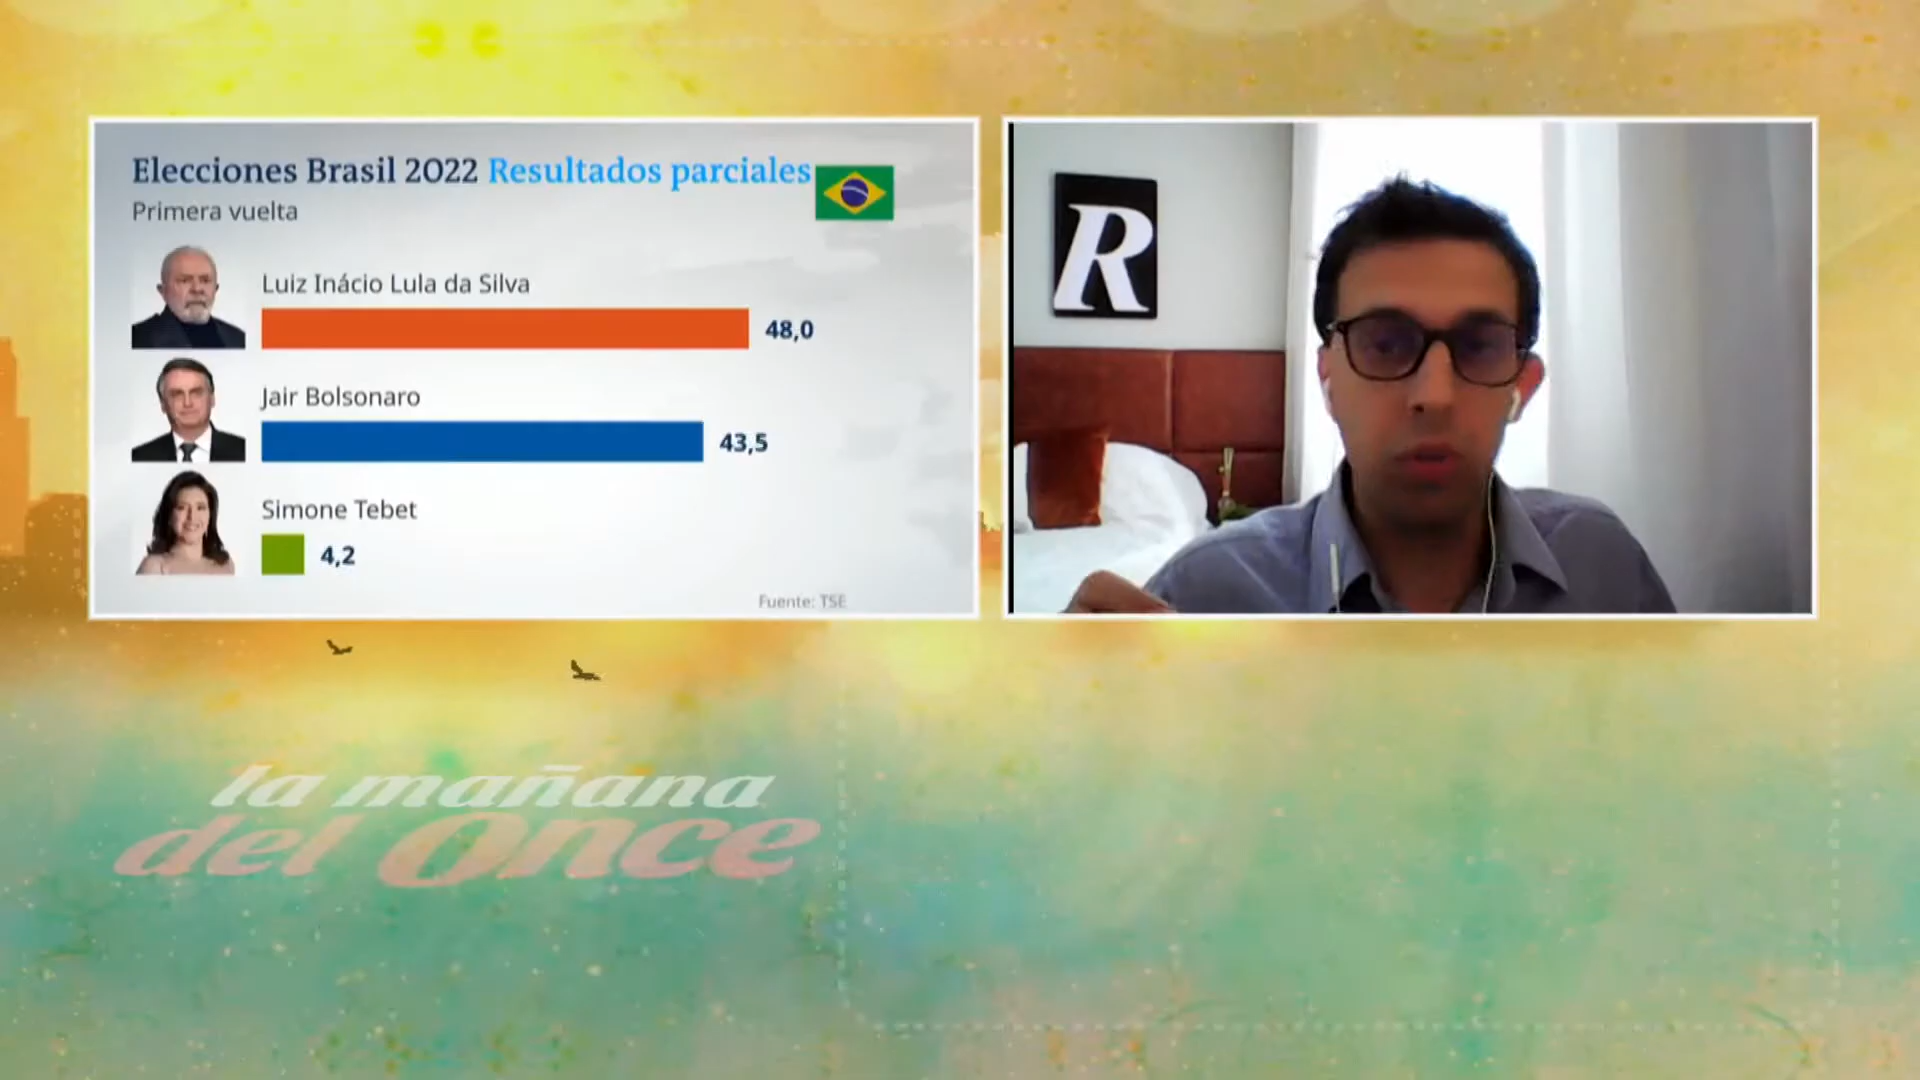 Elecciones Brasil 2022 Resultados parciales
Primera vuelta
Luiz Inácio Lula da Silva
48,0
Jair Bolsonaro
43,5
Simone Tebet
4,2
Fuente: TSE
R
la mañana
del Once